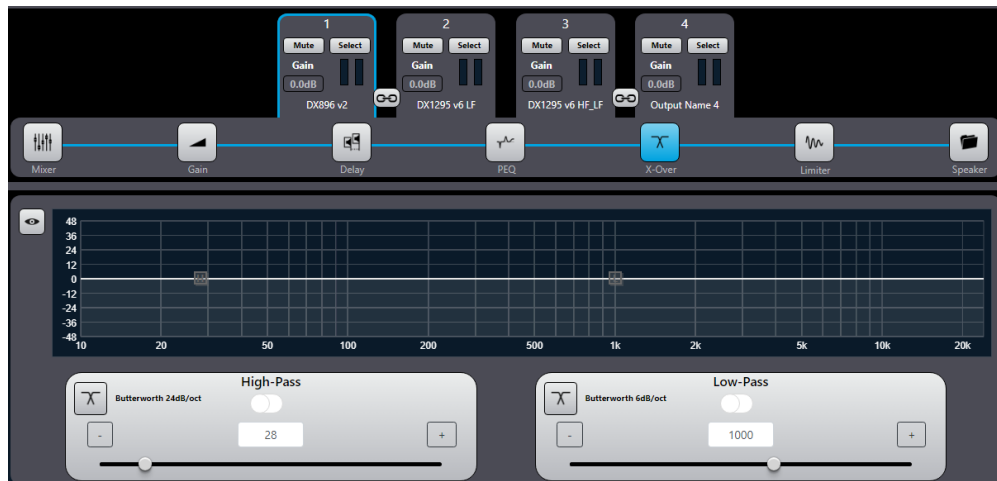 1 2 3 4
Mute Select Mute Select Mute Select Mute Select
Gain Gain Gain Gain
0.0dB 0.0dB 0.0dB 0.0dB
DX896 v2 DX1295 v6 LF DX1295 v6 HF_LF Output Name 4
Mixer Gain Delay PEQ X-Over Limiter Speaker
48
36
24
12
0
-12
-24
-36
-48
10 20 50 100 200 500 1k 2k 5k 10k 20k
High-Pass Low-Pass
Butterworth 24dB/oct Butterworth 6dB/oct
- 28 + - 1000 +